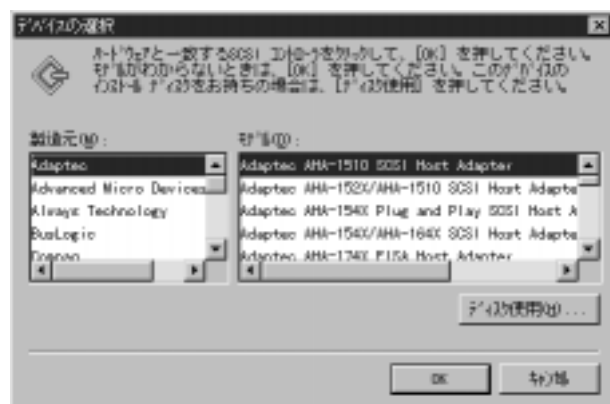 デバイスの選択
ハードウェアと一致するSCSI コントローラをクリックして、[OK] を押してください。
モデルがわからないときは、[OK] を押してください。このデバイスの
インストール ディスクをお持ちの場合は、[ディスク使用] を押してください。
製造元(M):
モデル(D):
Adaptec
Advanced Micro Devices
Always Technology
BusLogic
Compaq
Adaptec AHA-1510 SCSI Host Adapter
Adaptec AHA-152X/AHA-1510 SCSI Host Adapte
Adaptec AHA-154X Plug and Play SCSI Host A
Adaptec AHA-154X/AHA-164X SCSI Host Adapte
Adaptec AHA-174X EISA Host Adapter
ディスク使用(H)...
OK
キャンセル